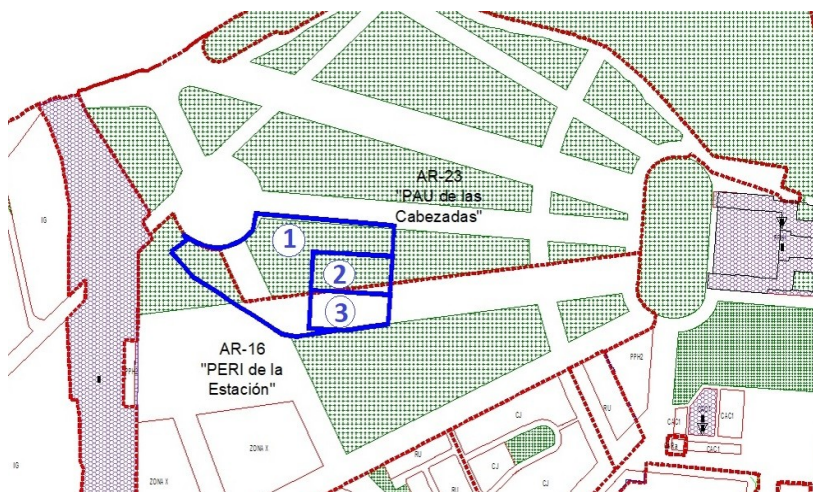 AR-23
"PAU de las
Cabezadas"
IG
1
2
3
AR-16
"PERI de la
Estación"
PPH2
CAC1
CAC1
CAC1
CJ
RU
RU
CJ
CJ
ZONA X
ZONA X
IG